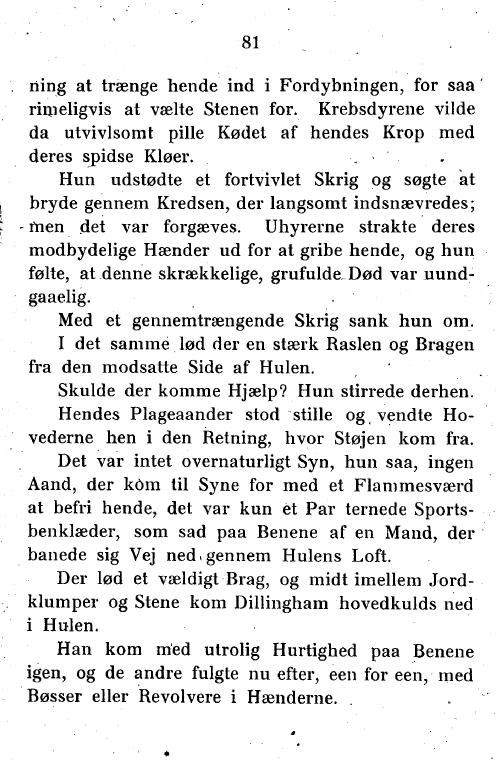 81
ning at trænge hende ind i Fordybningen, for saa
rimeligvis at vælte Stenen for. Krebsdyrene vilde
da utvivlsomt pille Kødet af hendes Krop med
deres spidse Kløer.
Hun udstødte et fortvivlet Skrig og søgte at
bryde gennem Kredsen, der langsomt indsnævredes;
men det var forgæves. Uhyrerne strakte deres
modbydelige Hænder ud for at gribe hende, og hun
følte, at denne skrækkelige, grufulde Død var uund-
gaaelig.
Med et gennemtrængende Skrig sank hun om.
I det samme lød der en stærk Raslen og Bragen
fra den modsatte Side af Hulen.
Skulde der komme Hjælp? Hun stirrede derhen.
Hendes Plageaander stod stille og vendte Ho-
vederne hen i den Retning, hvor Støjen kom fra.
Det var intet overnaturligt Syn, hun saa, ingen
Aand, der kom til Syne for med et Flammesværd
at befri hende, det var kun et Par ternede Sports-
benklæder, som sad paa Benene af en Mand, der
banede sig Vej ned gennem Hulens Loft.
Der lød et vældigt Brag, og midt imellem Jord-
klumper og Stene kom Dillingham hovedkulds ned
i Hulen.
Han kom med utrolig Hurtighed paa Benene
igen, og de andre fulgte nu efter, een for een, med
Bøsser eller Revolvere i Hænderne.